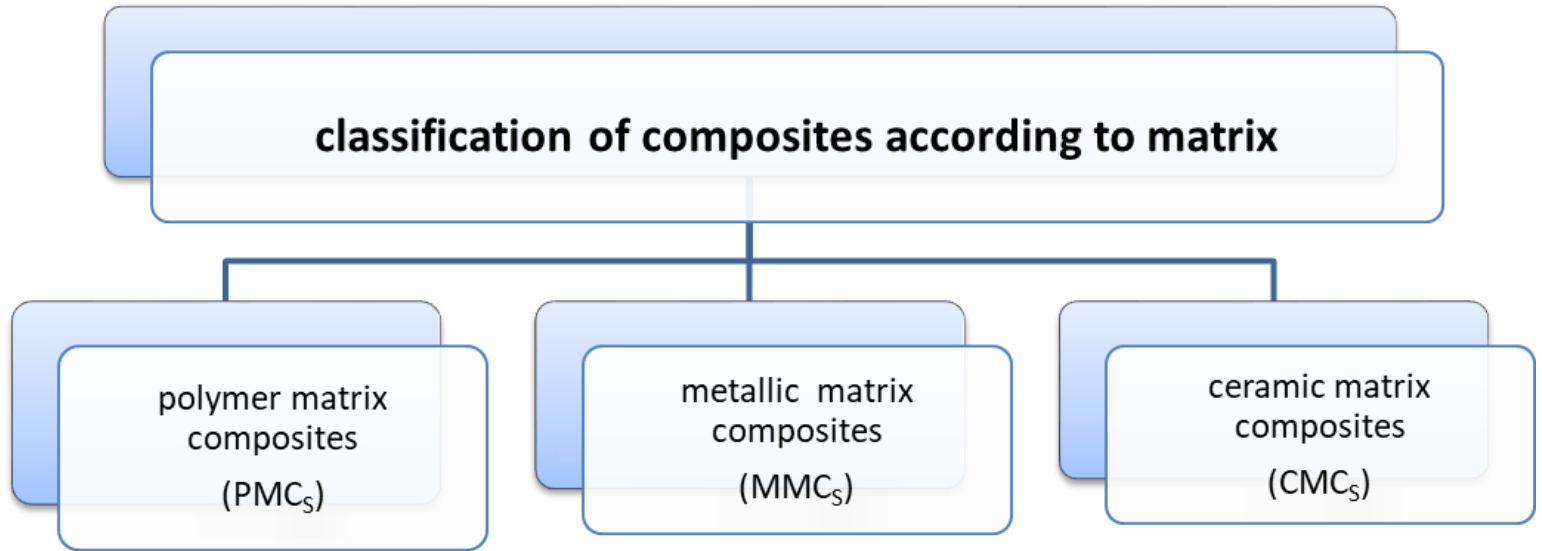 classification of composites according to matrix
polymer matrix
composites
(PMCS)
metallic matrix
composites
(MMCS)
ceramic matrix
composites
(CMCS)